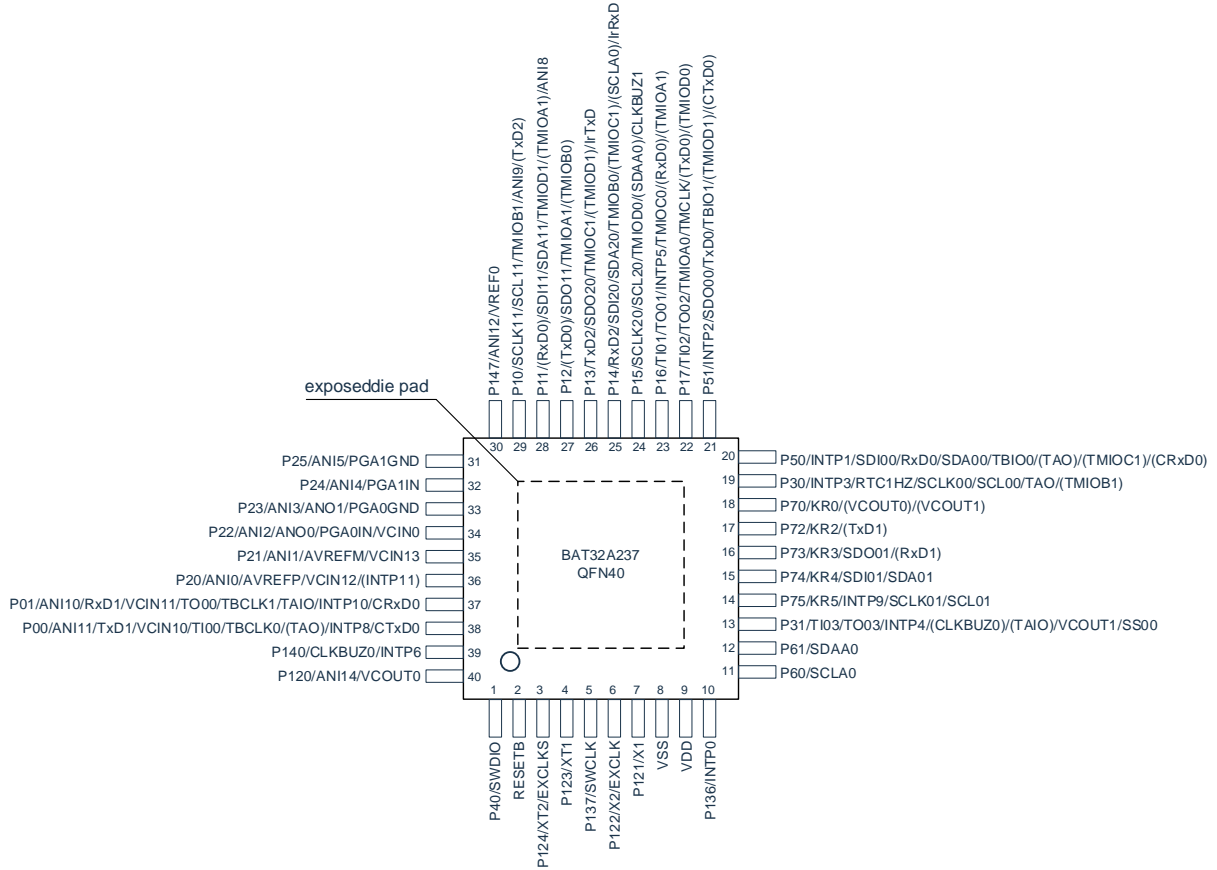 P147/ANI12/VREF0
P10/SCLK11/SCL11/TMIOB1/ANI9/(TxD2)
P11/(RxD0)/SDI11/SDA11/TMIOD1/(TMIOA1)/ANI8
P12/(TxD0)/SDO11/TMIOA1/(TMIOB0)
P13/TxD2/SDO20/TMIOC1/(TMIOD1)/IrTxD
P14/RxD2/SDI20/SDA20/TMIOB0/(TMIOC1)/(SCLA0)/IrRxD
P15/SCLK20/SCL20/TMIOD0/(SDAA0)/CLKBUZ1
P16/TI01/TO01/INTP5/TMIOC0/(RxD0)/(TMIOA1)
P17/TI02/TO02/TMIOA0/TMCLK/(TxD0)/(TMIOD0)
P51/INTP2/SDO00/TxD0/TBIO1/(TMIOD1)/(CTxD0)
exposeddie pad
30 29 28 27 26 25 24 23 22 21
P25/ANI5/PGA1GND 31
P24/ANI4/PGA1IN 32
P23/ANI3/ANO1/PGA0GND 33
P22/ANI2/ANO0/PGA0IN/VCIN0 34
P21/ANI1/AVREFM/VCIN13 35
P20/ANI0/AVREFP/VCIN12/(INTP11) 36
P01/ANI10/RxD1/VCIN11/TO00/TBCLK1/TAIO/INTP10/CRxD0 37
P00/ANI11/TxD1/VCIN10/TI00/TBCLK0/(TAO)/INTP8/CTxD0 38
P140/CLKBUZ0/INTP6 39
P120/ANI14/VCOUT0 40
BAT32A237
QFN40
20 P50/INTP1/SDI00/RxD0/SDA00/TBIO0/(TAO)/(TMIOC1)/(CRxD0)
19 P30/INTP3/RTC1HZ/SCLK00/SCL00/TAO/(TMIOB1)
18 P70/KR0/(VCOUT0)/(VCOUT1)
17 P72/KR2/(TxD1)
16 P73/KR3/SDO01/(RxD1)
15 P74/KR4/SDI01/SDA01
14 P75/KR5/INTP9/SCLK01/SCL01
13 P31/TI03/TO03/INTP4/(CLKBUZ0)/(TAIO)/VCOUT1/SS00
12 P61/SDAA0
11 P60/SCLA0
1 2 3 4 5 6 7 8 9 10
P40/SWDIO
RESETB
P124/XT2/EXCLKS
P123/XT1
P137/SWCLK
P122/X2/EXCLK
P121/X1
VSS
VDD
P136/INTP0